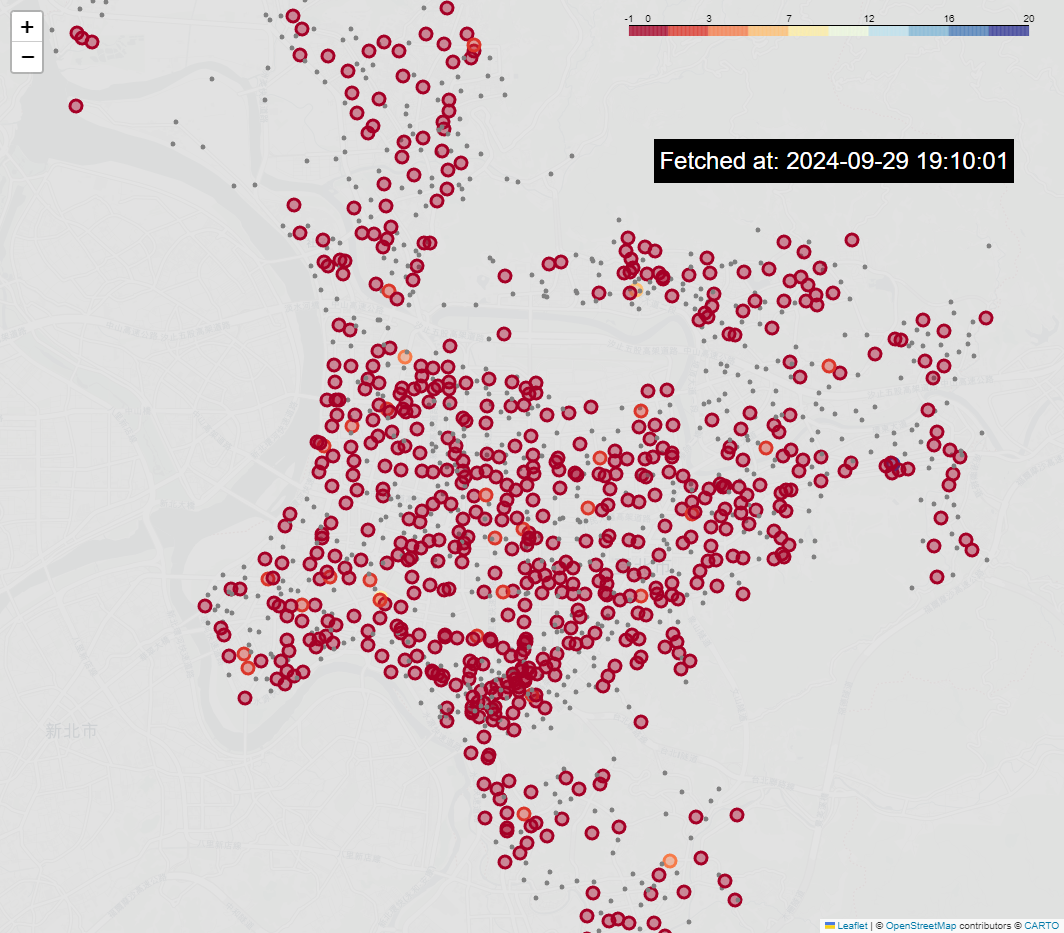 +
−
-1 0 3 7 12 16 20
Fetched at: 2024-09-29 19:10:01
新北市
Leaflet | © OpenStreetMap contributors © CARTO